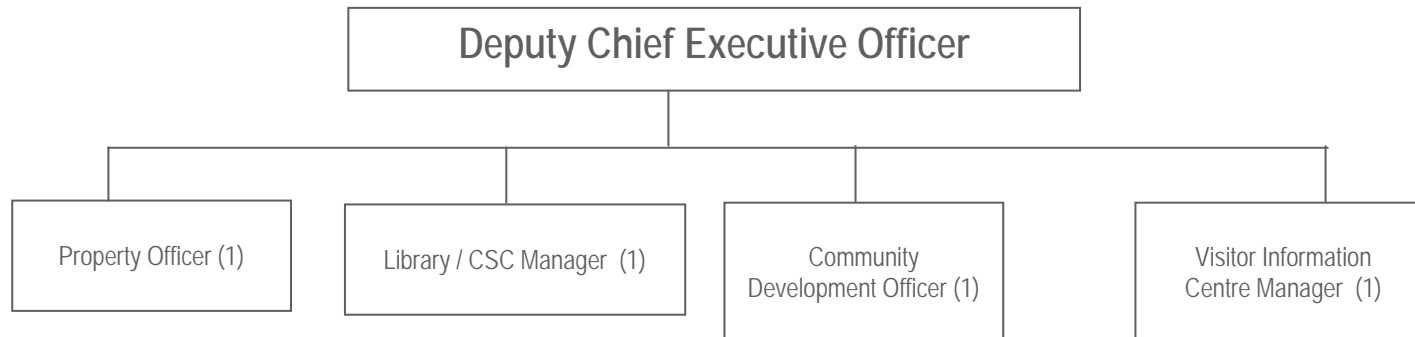 Deputy Chief Executive Officer
Property Officer (1)
Library / CSC Manager (1)
Community
Development Officer (1)
Visitor Information
Centre Manager (1)